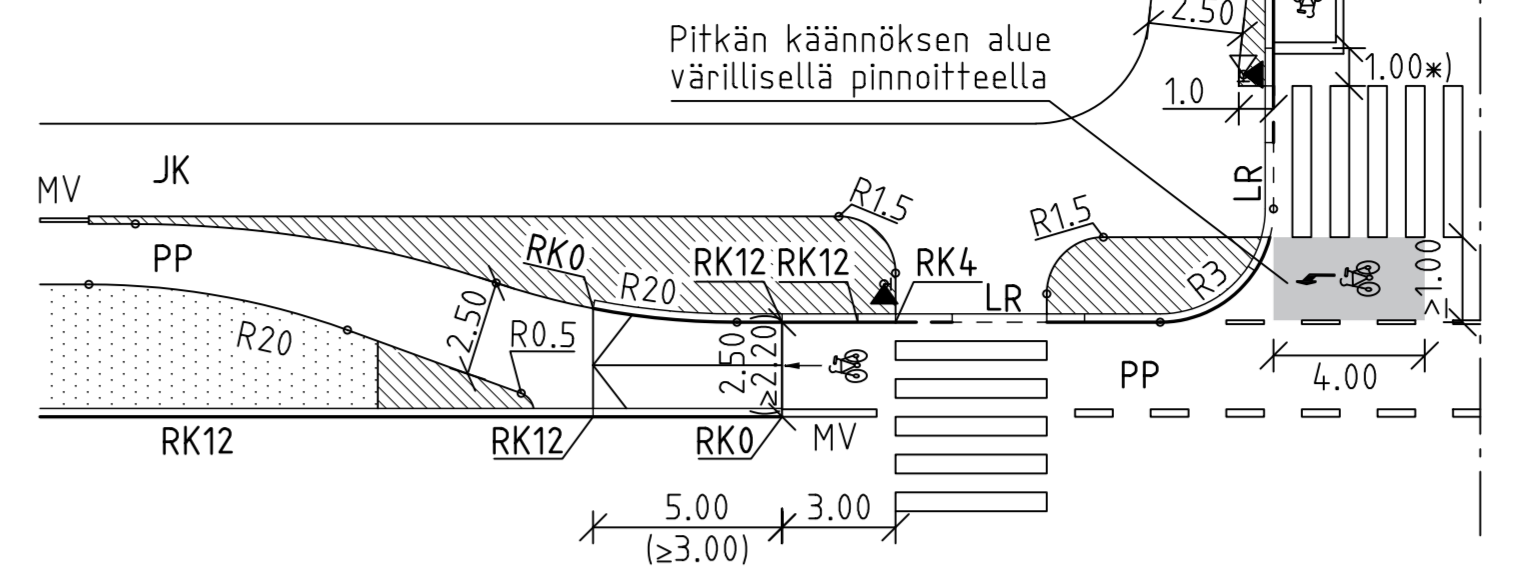 2.50
Pitkän käännöksen alue
värillisellä pinnoitteella
1.00*)
1.0
JK
MV
LR
R1.5
R1.5
PP
RK0
RK12
RK12
RK4
R20
LR
R3
>1.00
R20
2.50
R0.5
2.50
(≥2.20)
PP
4.00
RK12
RK12
RK0
MV
5.00
3.00
(≥3.00)